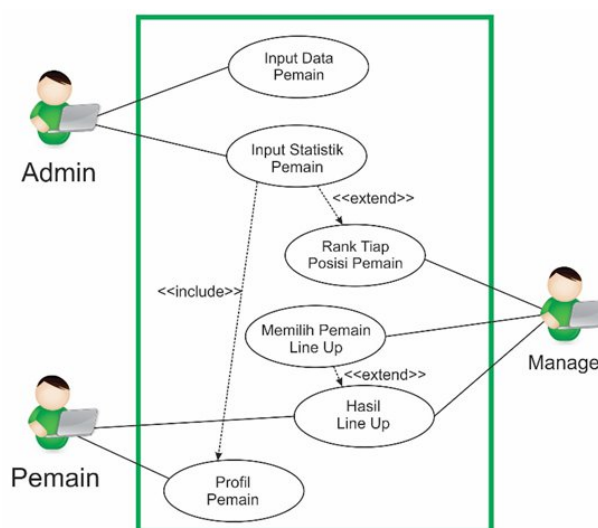 Input Data
Pemain
Admin
Input Statistik
Pemain
<<extend>>
Rank Tiap
Posisi Pemain
<<include>>
Memilih Pemain
Line Up
Manage
<<extend>>
Hasil
Line Up
Pemain
Profil
Pemain